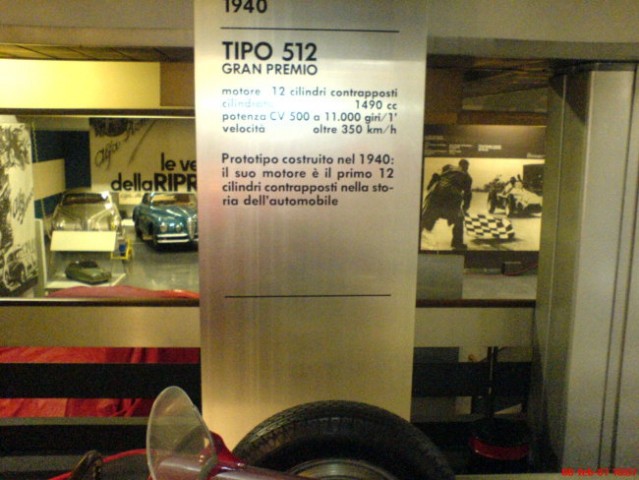 1940
TIPO 512
GRAN PREMIO
motore 12 cilindri contrapposti
cilindrata 1490 cc
potenza CV 500 a 11.000 giri/1'
velocità oltre 350 km/h
Prototipo costruito nel 1940:
il suo motore è il primo 12
cilindri contrapposti nella sto-
ria dell'automobile
le ve
della RIPR